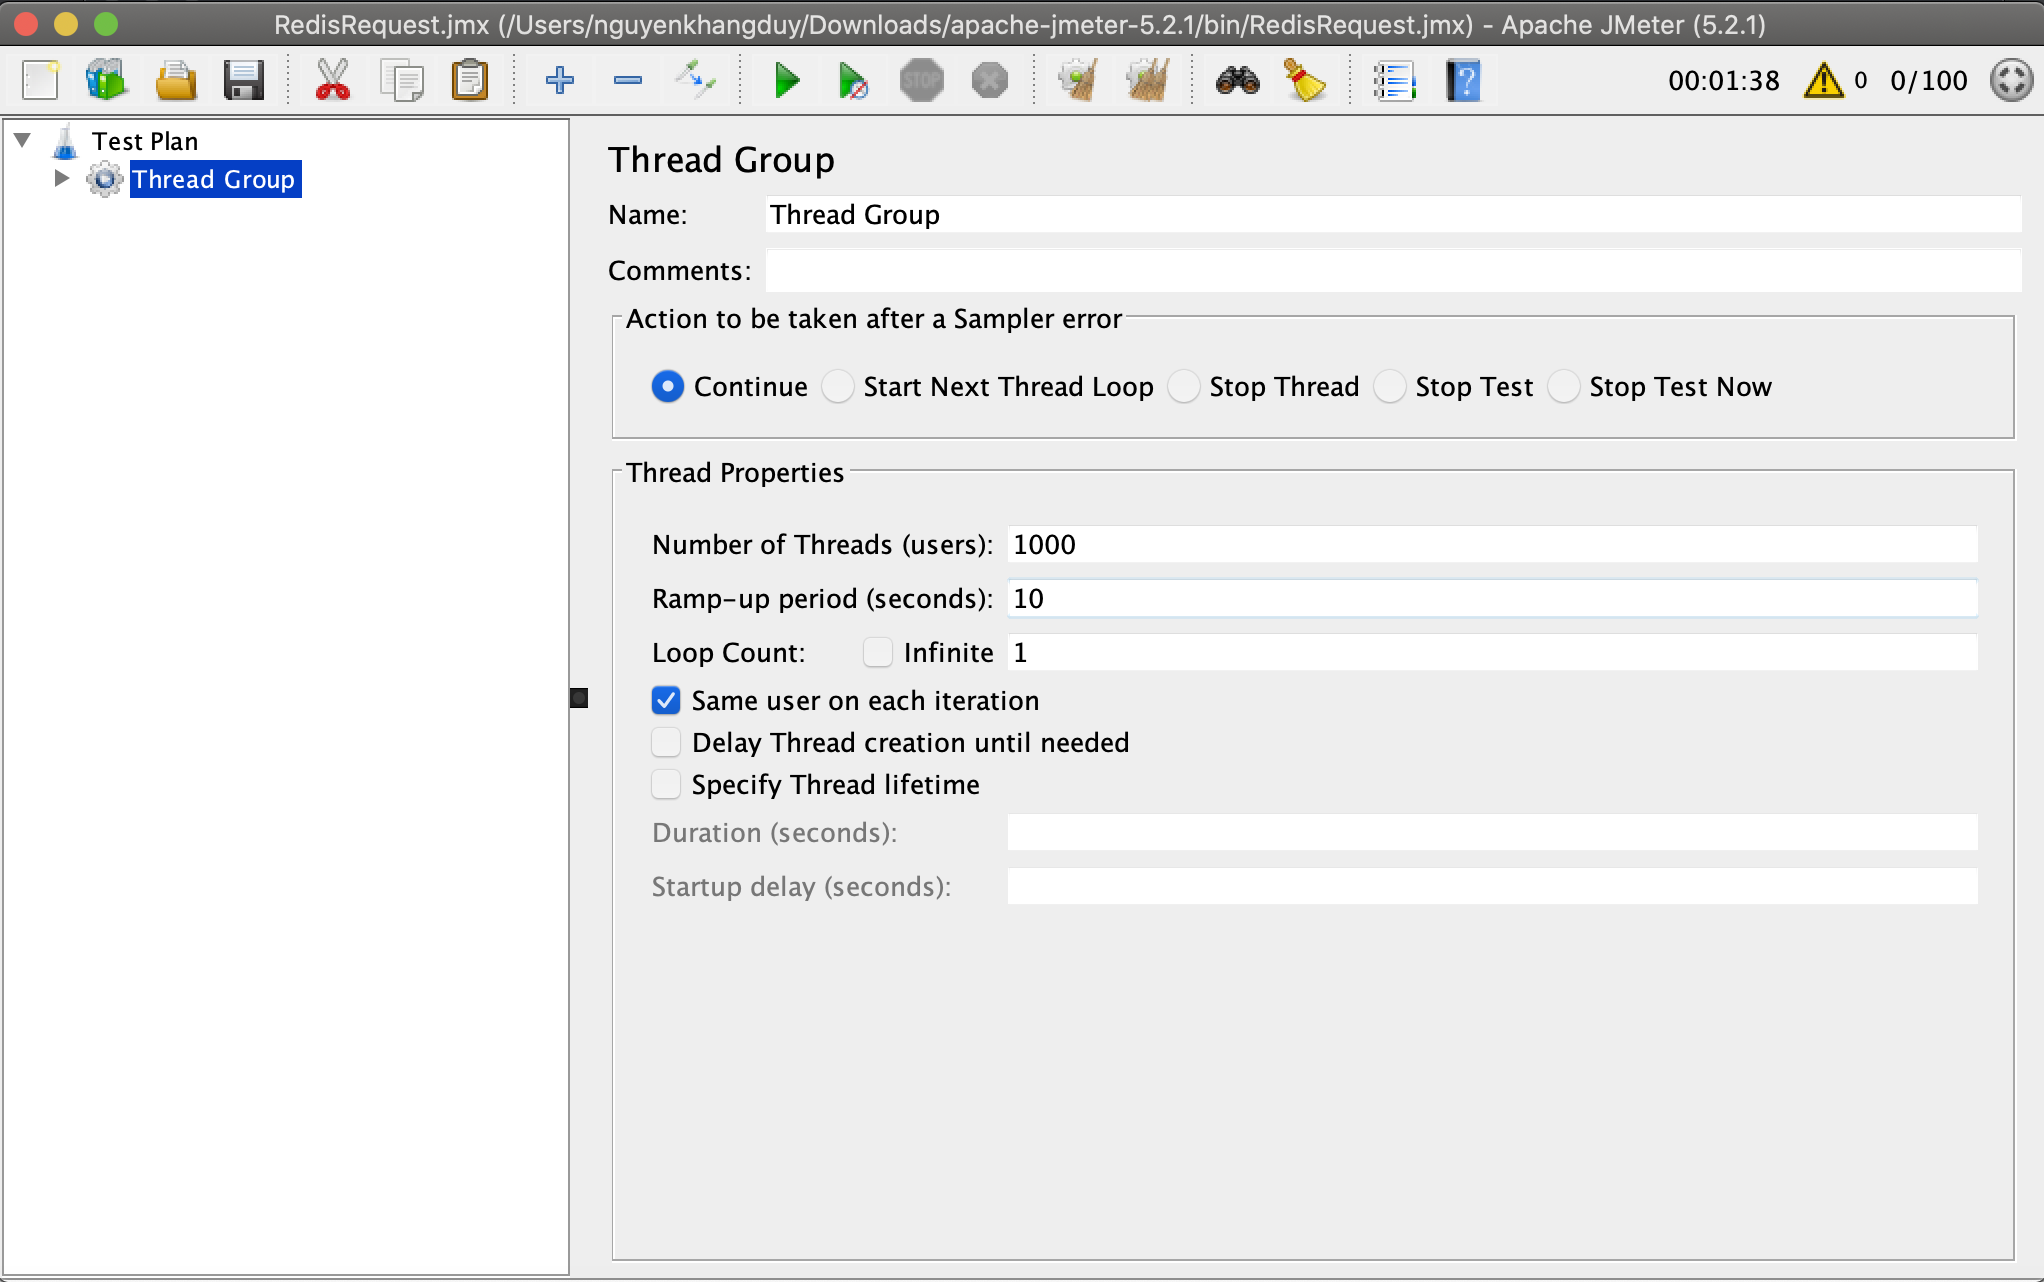 RedisRequest.jmx (/Users/nguyenkhangduy/Downloads/apache-jmeter-5.2.1/bin/RedisRequest.jmx) - Apache JMeter (5.2.1)
STOP 00:01:38 0 0/100
Test Plan
Thread Group
Thread Group
Name: Thread Group
Comments:
Action to be taken after a Sampler error
Continue Start Next Thread Loop Stop Thread Stop Test Stop Test Now
Thread Properties
Number of Threads (users): 1000
Ramp-up period (seconds): 10
Loop Count: Infinite 1
Same user on each iteration
Delay Thread creation until needed
Specify Thread lifetime
Duration (seconds):
Startup delay (seconds):